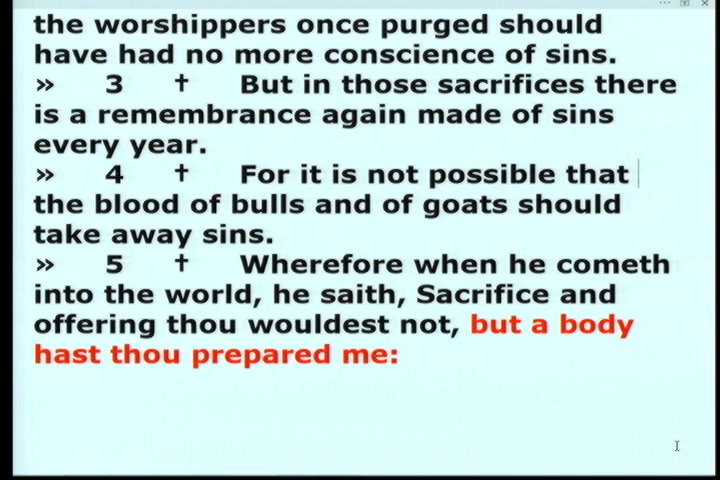 the worshippers once purged should
have had no more conscience of sins.
» 3 † But in those sacrifices there
is a remembrance again made of sins
every year.
» 4 † For it is not possible that
the blood of bulls and of goats should
take away sins.
» 5 † Wherefore when he cometh
into the world, he saith, Sacrifice and
offering thou wouldest not, but a body
hast thou prepared me: